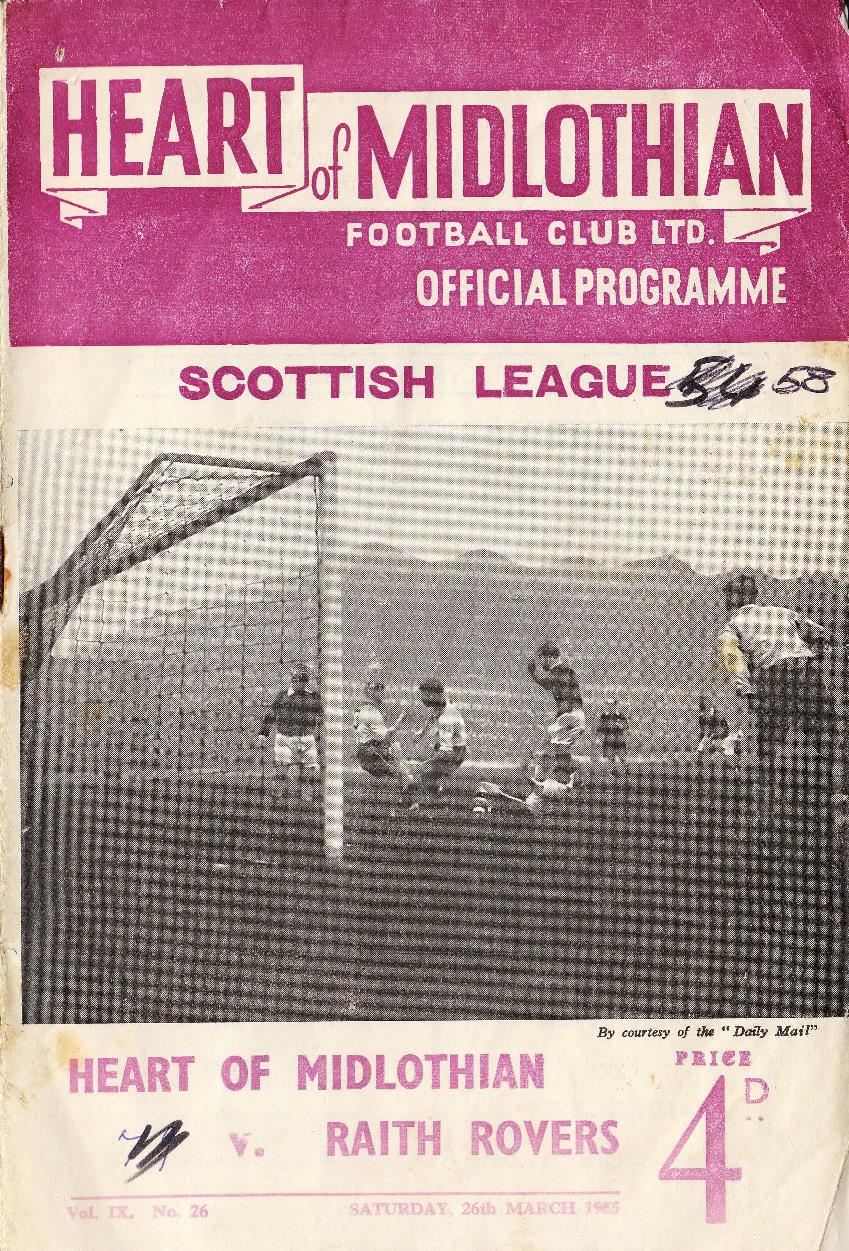 HEART of MIDLOTHIAN
FOOTBALL CLUB LTD.
OFFICIAL PROGRAMME
SCOTTISH LEAGUE 58
By courtesy of the "Daily Mail"
HEART OF MIDLOTHIAN
v. RAITH ROVERS
PRICE
4D
Vol. IX. No. 26 SATURDAY, 26th MARCH 1955